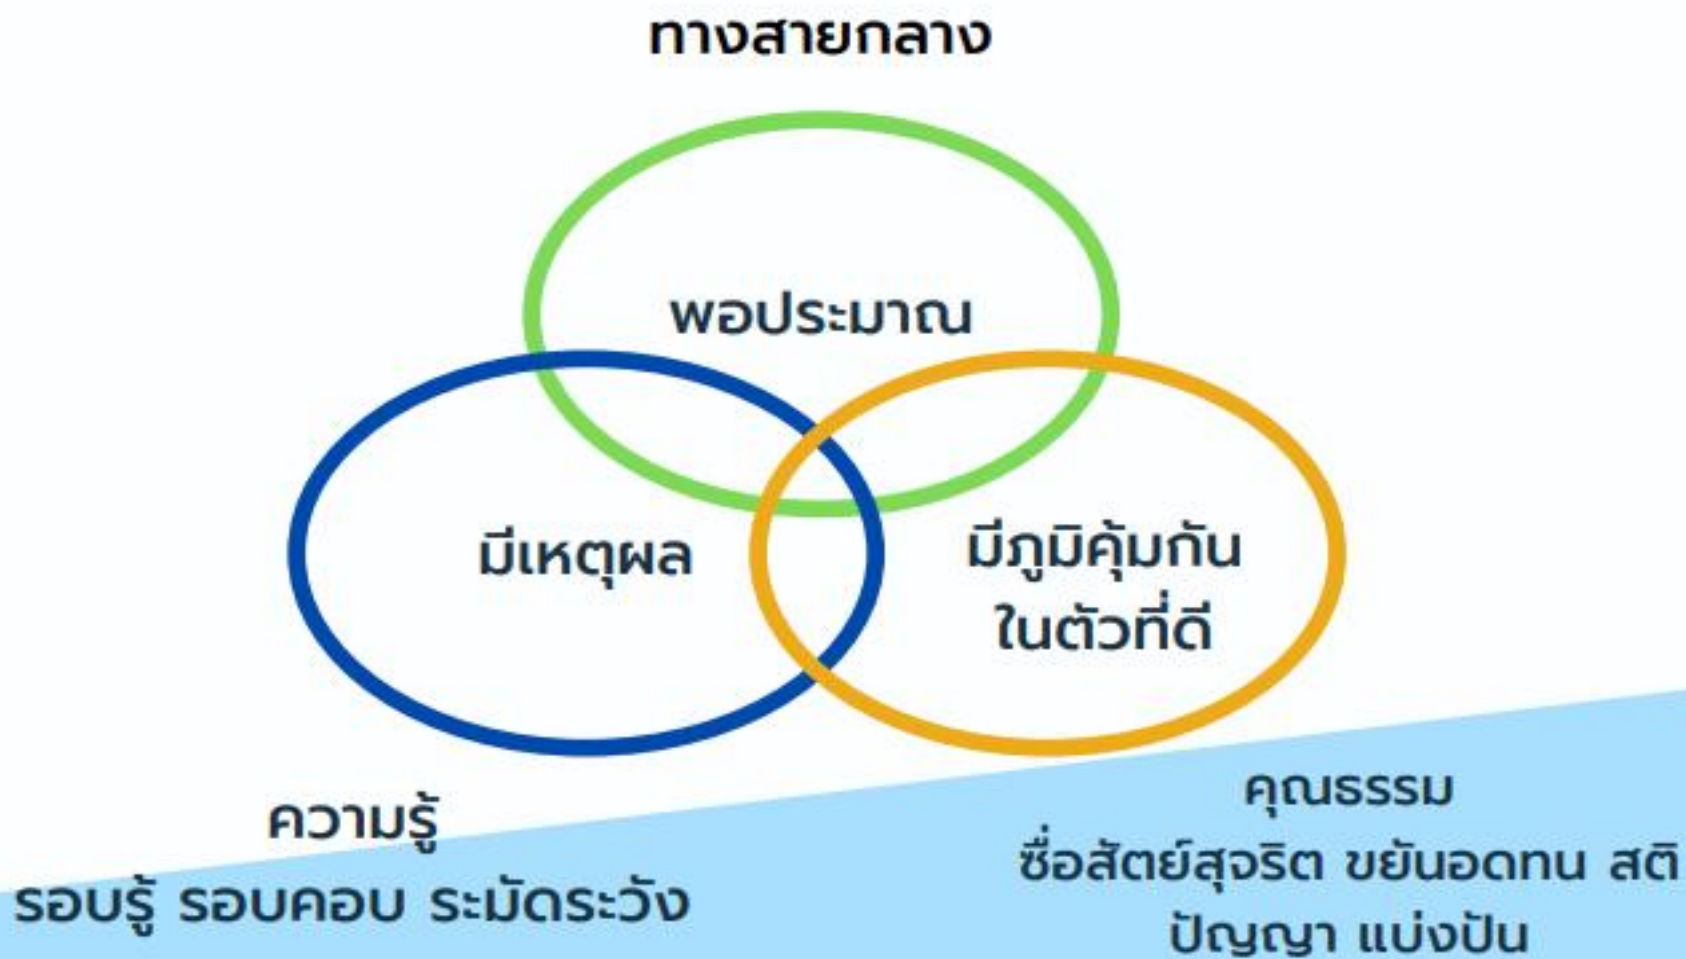 ทางสายกลาง
พอประมาณ
มีเหตุผล
มีภูมิคุ้มกัน
ในตัวที่ดี
ความรู้
รอบรู้ รอบคอบ ระมัดระวัง
คุณธรรม
ซื่อสัตย์สุจริต ขยันอดทน สติ
ปัญญา แบ่งปัน